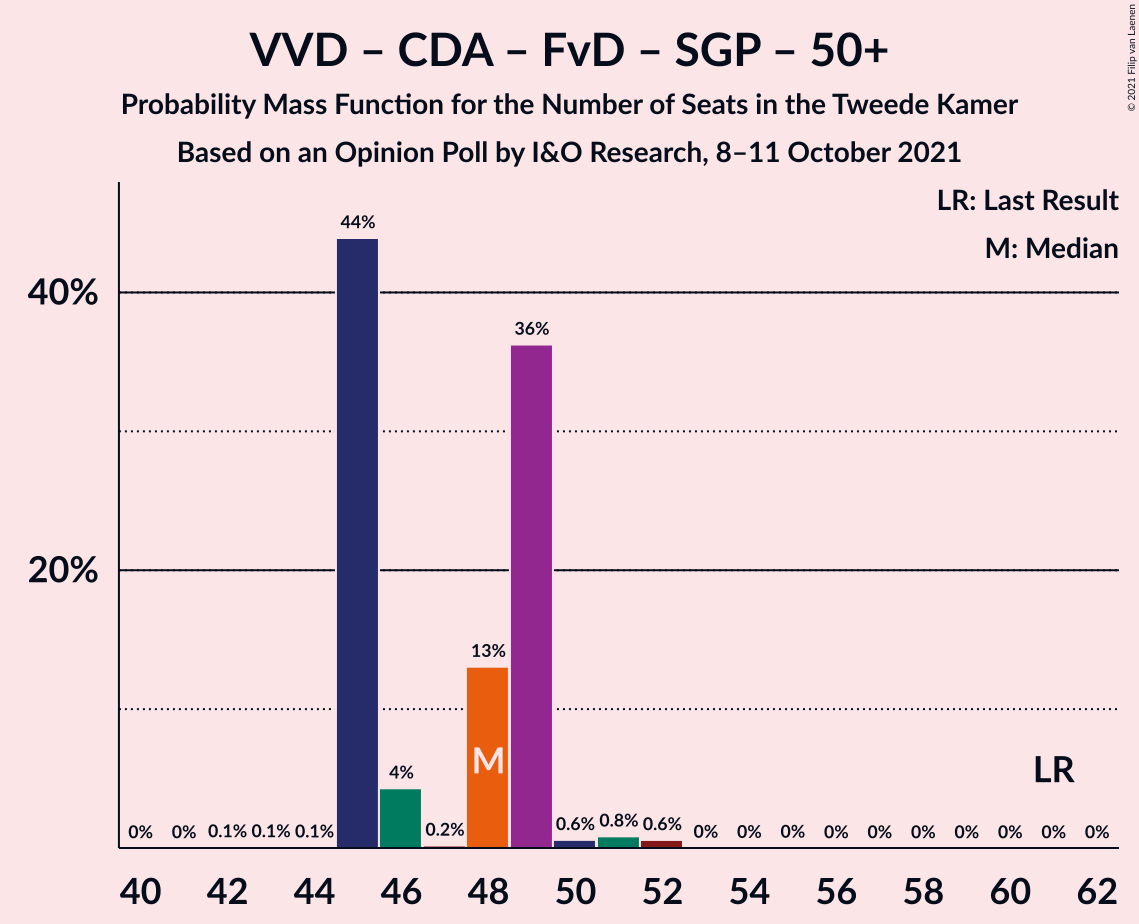 VVD – CDA – FvD – SGP – 50+
Probability Mass Function for the Number of Seats in the Tweede Kamer
Based on an Opinion Poll by I&O Research, 8–11 October 2021
© 2021 Filip van Laenen
LR: Last Result
M: Median
44%
40%
36%
20%
13%
M
4%
LR
0% 0% 0.1% 0.1% 0.1% 0.2% 0.6% 0.8% 0.6% 0% 0% 0% 0% 0% 0% 0% 0% 0% 0%
40 42 44 46 48 50 52 54 56 58 60 62